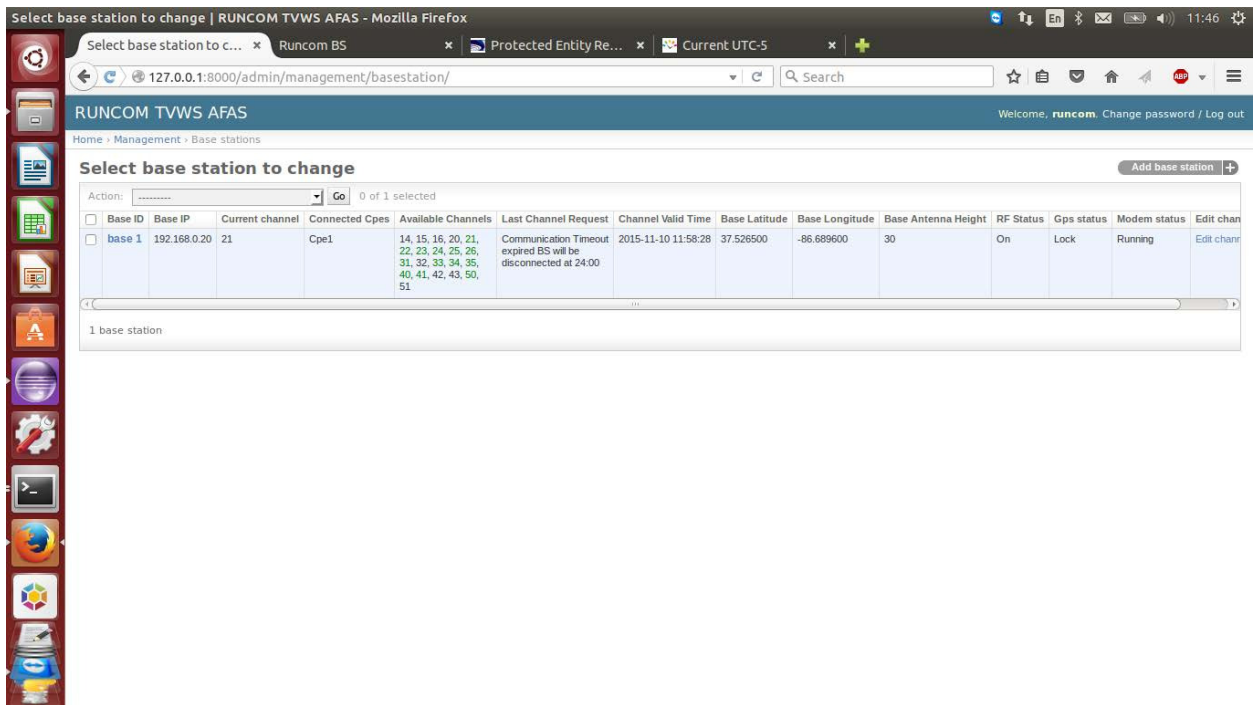 Select base station to change | RUNCOM TVWS AFAS - Mozilla Firefox
En
11:46
Select base station to c...
Runcom BS
Protected Entity Re...
Current UTC-5
127.0.0.1:8000/admin/management/basestation/
Search
ABP
RUNCOM TVWS AFAS
Welcome, runcom. Change password / Log out
Home › Management › Base stations
Select base station to change
Add base station +
Action: --------- Go 0 of 1 selected
Base ID Base IP Current channel Connected Cpes Available Channels Last Channel Request Channel Valid Time Base Latitude Base Longitude Base Antenna Height RF Status Gps status Modem status Edit chan
base 1 192.168.0.20 21 Cpe1 14, 15, 16, 20, 21, Communication Timeout 2015-11-10 11:58:28 37.526500 -86.689600 30 On Lock Running Edit chann
22, 23, 24, 25, 26, expired BS will be
31, 32, 33, 34, 35, disconnected at 24:00
40, 41, 42, 43, 50,
51
1 base station